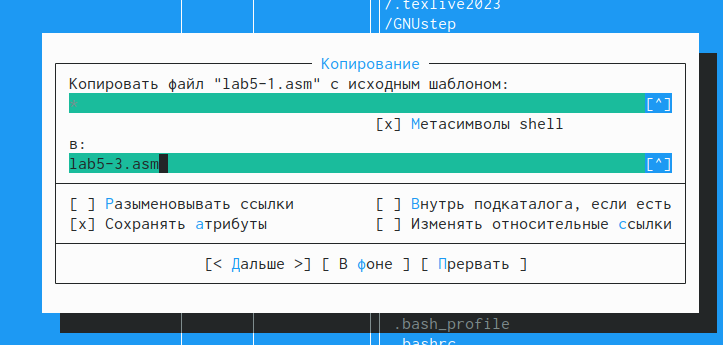 /.texlive2023
/GNUstep
Копирование
Копировать файл "lab5-1.asm" с исходным шаблоном:
* [^]
[x] Метасимволы shell
в:
lab5-3.asm [^]
[ ] Разыменовывать ссылки [ ] Внутрь подкаталога, если есть
[x] Сохранять атрибуты [ ] Изменять относительные ссылки
[< Дальше >] [ В фоне ] [ Прервать ]
.bash_profile
.bashrc